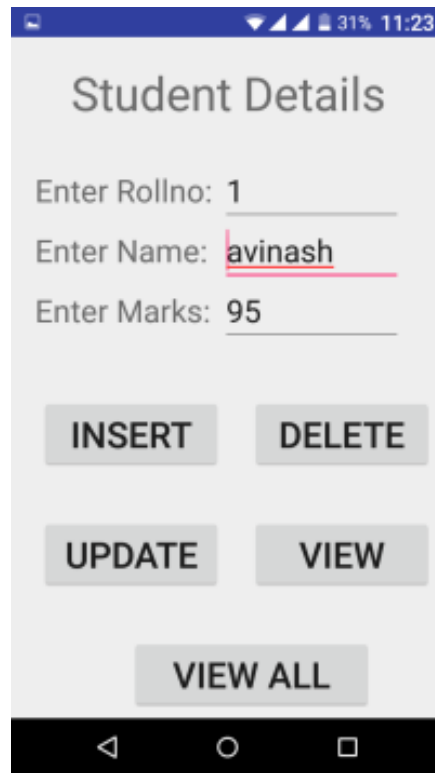 31% 11:23
Student Details
Enter Rollno: 1
Enter Name: avinash
Enter Marks: 95
INSERT DELETE
UPDATE VIEW
VIEW ALL